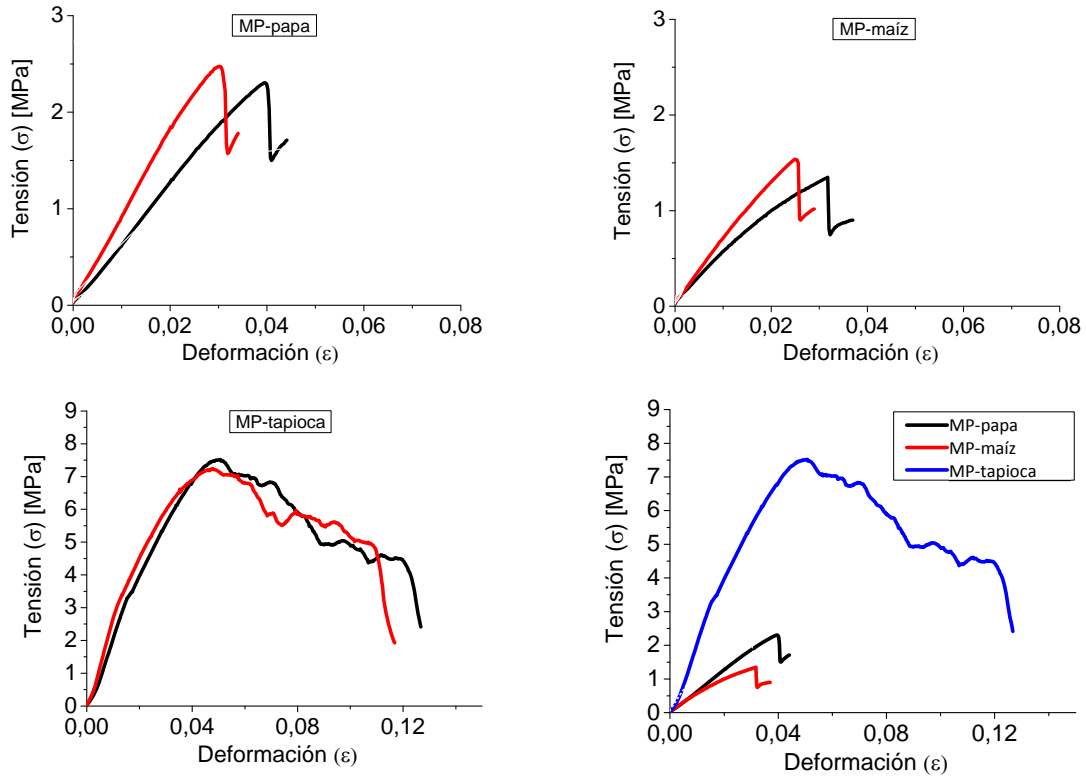 MP-papa
Tensión (σ) [MPa]
3
2
1
0
0,00 0,02 0,04 0,06 0,08
Deformación (ε)
MP-maíz
Tensión (σ) [MPa]
3
2
1
0
0,00 0,02 0,04 0,06 0,08
Deformación (ε)
MP-tapioca
Tensión (σ) [MPa]
9
8
7
6
5
4
3
2
1
0
0,00 0,04 0,08 0,12
Deformación (ε)
MP-papa
MP-maíz
MP-tapioca
Tensión (σ) [MPa]
9
8
7
6
5
4
3
2
1
0
0,00 0,04 0,08 0,12
Deformación (ε)